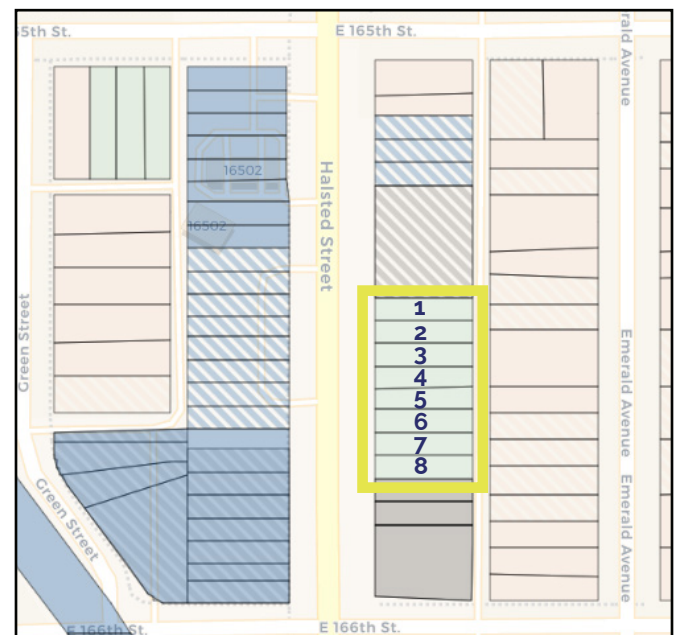 5th St.
E 165th St.
rald Avenue
16502
16502
Halsted Street
Green Street
1
2
3
4
5
6
7
8
Emerald Avenue
Green Street
Emerald Avenue
E 166th St.
E 166th St.